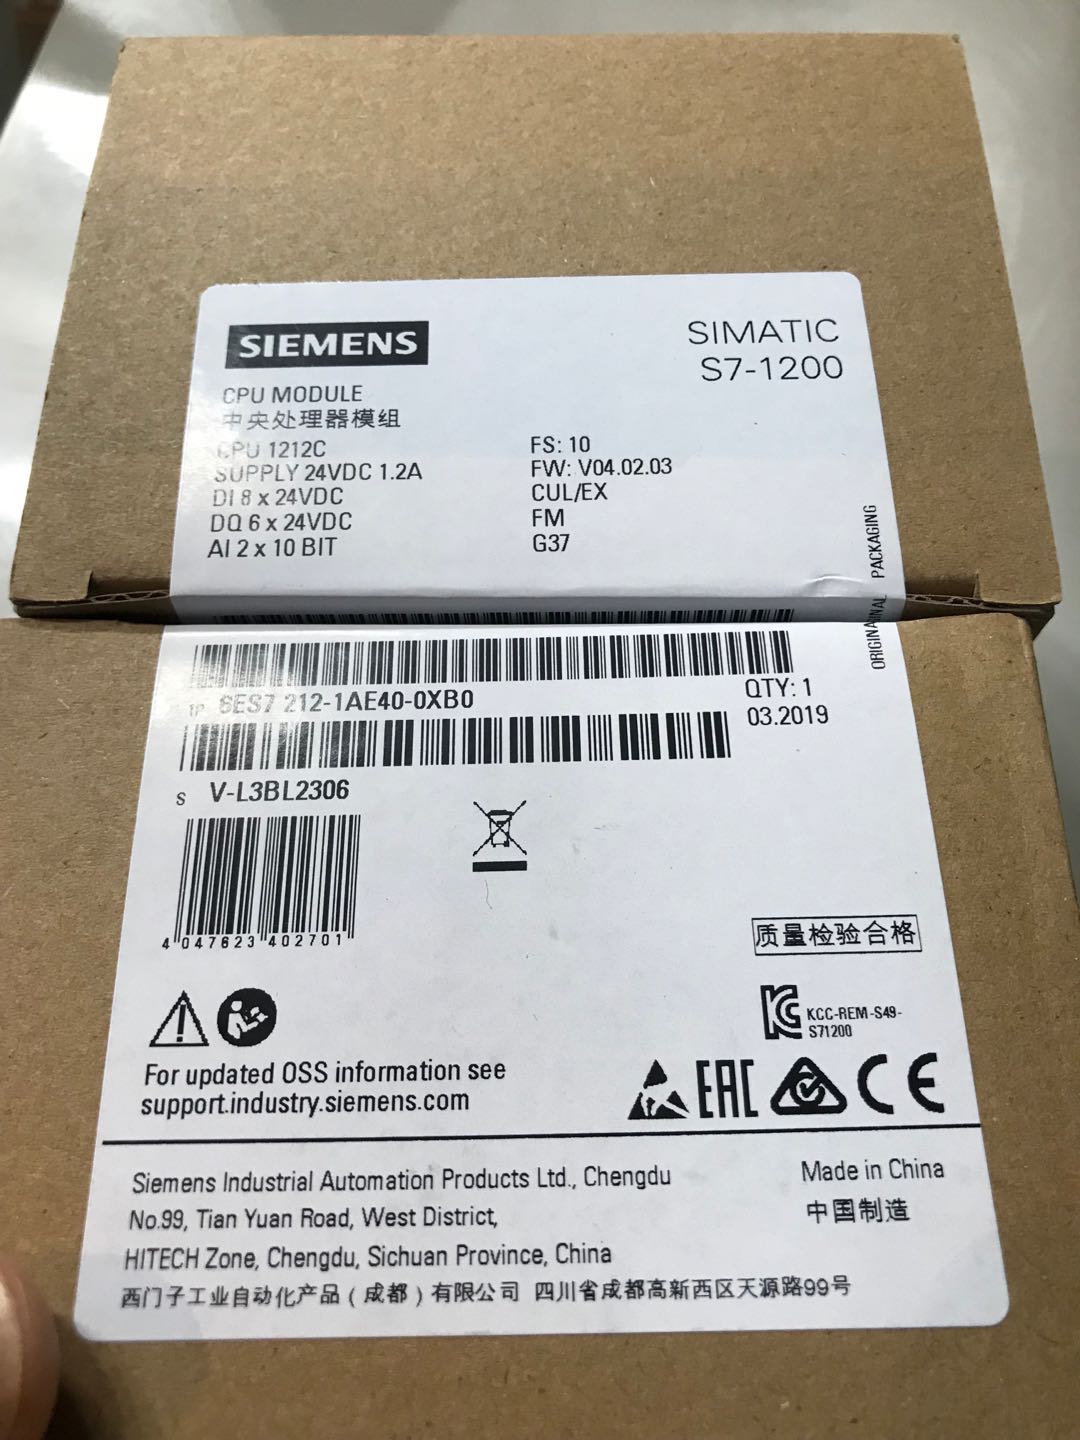 SIEMENS
SIMATIC
S7-1200
CPU MODULE
中央处理器模组
CPU 1212C
SUPPLY 24VDC 1.2A
DI 8 x 24VDC
DQ 6 x 24VDC
AI 2 x 10 BIT
FS: 10
FW: V04.02.03
CUL/EX
FM
G37
ORIGINAL PACKAGING
1P 6ES7 212-1AE40-0XB0
QTY: 1
03.2019
S V-L3BL2306
4 047623 402701
质量检验合格
KCC-REM-S49-
S71200
For updated OSS information see
support.industry.siemens.com
EAC
CE
Siemens Industrial Automation Products Ltd., Chengdu
No.99, Tian Yuan Road, West District,
HITECH Zone, Chengdu, Sichuan Province, China
Made in China
中国制造
西门子工业自动化产品（成都）有限公司 四川省成都高新西区天源路99号